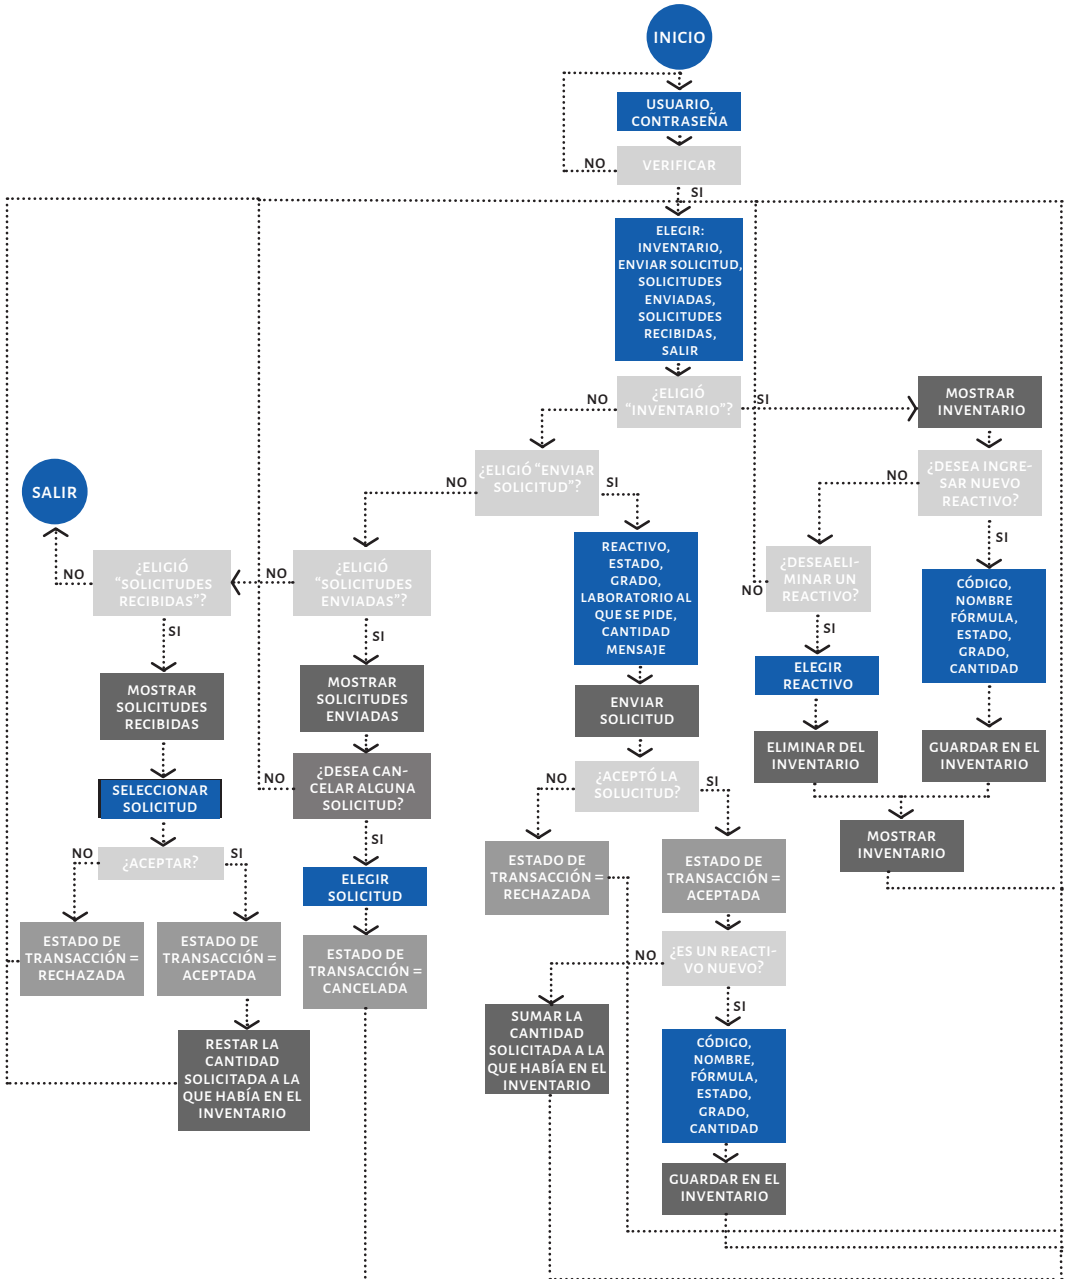 INICIO
USUARIO,
CONTRASEÑA
NO
VERIFICAR
SI
ELEGIR:
INVENTARIO,
ENVIAR SOLICITUD,
SOLICITUDES
ENVIADAS,
SOLICITUDES
RECIBIDAS,
SALIR
NO
¿ELIGIÓ
“INVENTARIO”?
SI
MOSTRAR
INVENTARIO
NO
¿ELIGIÓ “ENVIAR
SOLICITUD”?
SI
NO
¿DESEA INGRE-
SAR NUEVO
REACTIVO?
SI
SALIR
NO
¿ELIGIÓ
“SOLICITUDES
RECIBIDAS”?
NO
¿ELIGIÓ
“SOLICITUDES
ENVIADAS”?
REACTIVO,
ESTADO,
GRADO,
LABORATORIO AL
QUE SE PIDE,
CANTIDAD
MENSAJE
NO
¿DESEAELI-
MINAR UN
REACTIVO?
CÓDIGO,
NOMBRE
FÓRMULA,
ESTADO,
GRADO,
CANTIDAD
SI
SI
SI
MOSTRAR
SOLICITUDES
RECIBIDAS
MOSTRAR
SOLICITUDES
ENVIADAS
ENVIAR
SOLICITUD
ELEGIR
REACTIVO
ELIMINAR DEL
INVENTARIO
GUARDAR EN EL
INVENTARIO
SELECCIONAR
SOLICITUD
NO
¿DESEA CAN-
CELAR ALGUNA
SOLICITUD?
NO
¿ACEPTÓ LA
SOLUCITUD?
SI
MOSTRAR
INVENTARIO
NO
¿ACEPTAR?
SI
SI
ELEGIR
SOLICITUD
ESTADO DE
TRANSACCIÓN =
RECHAZADA
ESTADO DE
TRANSACCIÓN =
ACEPTADA
ESTADO DE
TRANSACCIÓN =
RECHAZADA
ESTADO DE
TRANSACCIÓN =
ACEPTADA
ESTADO DE
TRANSACCIÓN =
CANCELADA
NO
¿ES UN REACTI-
VO NUEVO?
SI
RESTAR LA
CANTIDAD
SOLICITADA A LA
QUE HABÍA EN EL
INVENTARIO
SUMAR LA
CANTIDAD
SOLICITADA A LA
QUE HABÍA EN EL
INVENTARIO
CÓDIGO,
NOMBRE,
FÓRMULA,
ESTADO,
GRADO,
CANTIDAD
GUARDAR EN EL
INVENTARIO